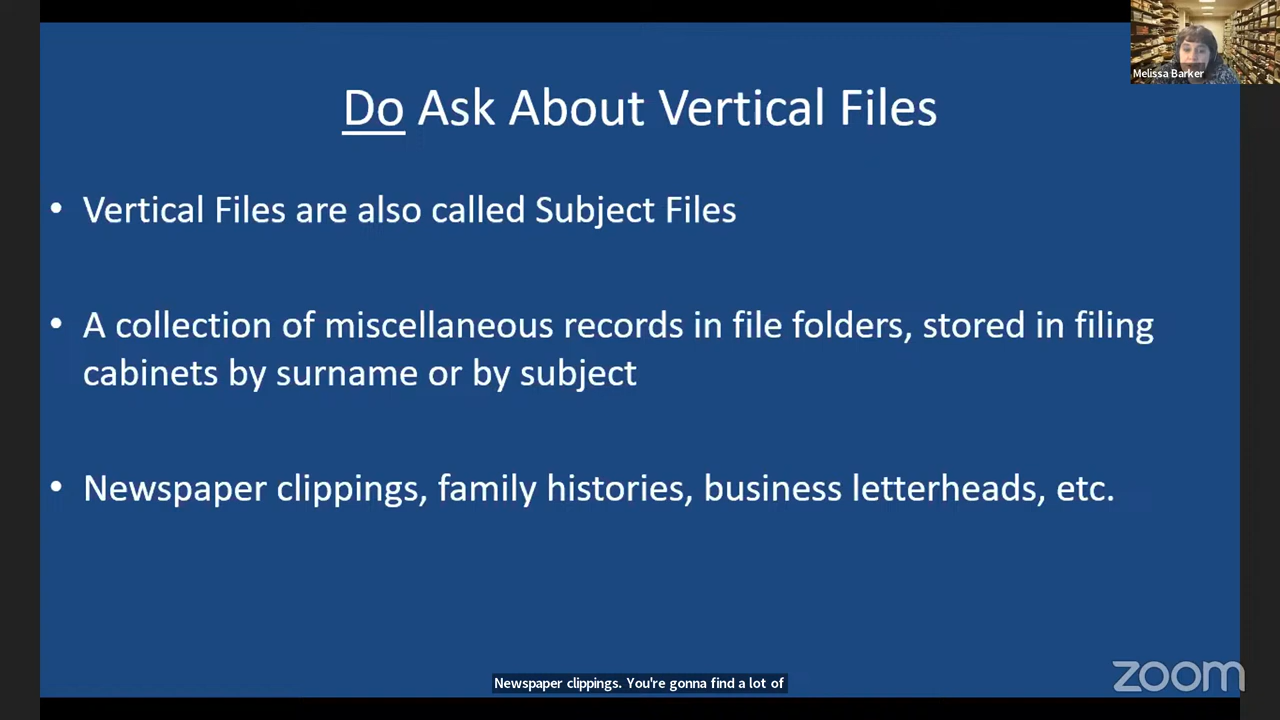 Melissa Barker
Do Ask About Vertical Files
• Vertical Files are also called Subject Files
• A collection of miscellaneous records in file folders, stored in filing
cabinets by surname or by subject
• Newspaper clippings, family histories, business letterheads, etc.
Newspaper clippings. You're gonna find a lot of
zoom